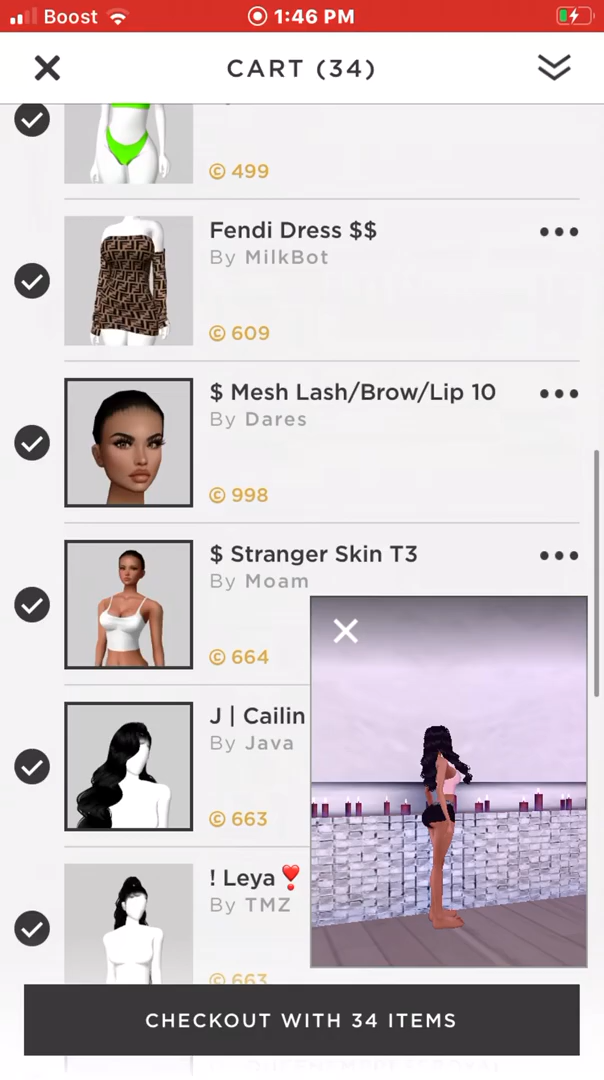 Boost 1:46 PM
CART (34)
© 499
Fendi Dress $$
By MilkBot
© 609
$ Mesh Lash/Brow/Lip 10
By Dares
© 998
$ Stranger Skin T3
By Moam
© 664
J | Cailin
By Java
© 663
! Leya❣️
By TMZ
© 663
CHECKOUT WITH 34 ITEMS